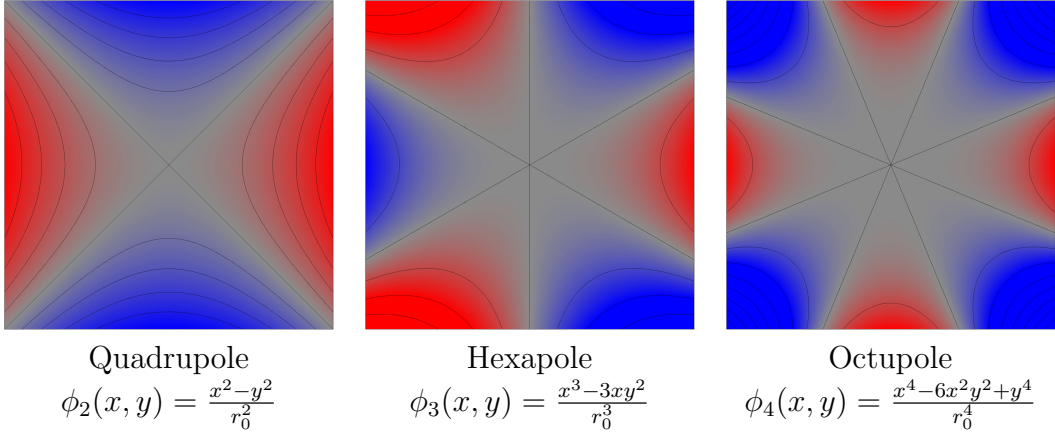 Quadrupole
Hexapole
Octupole
ϕ₂(x, y) = (x² − y²)/r₀²
ϕ₃(x, y) = (x³ − 3xy²)/r₀³
ϕ₄(x, y) = (x⁴ − 6x²y² + y⁴)/r₀⁴